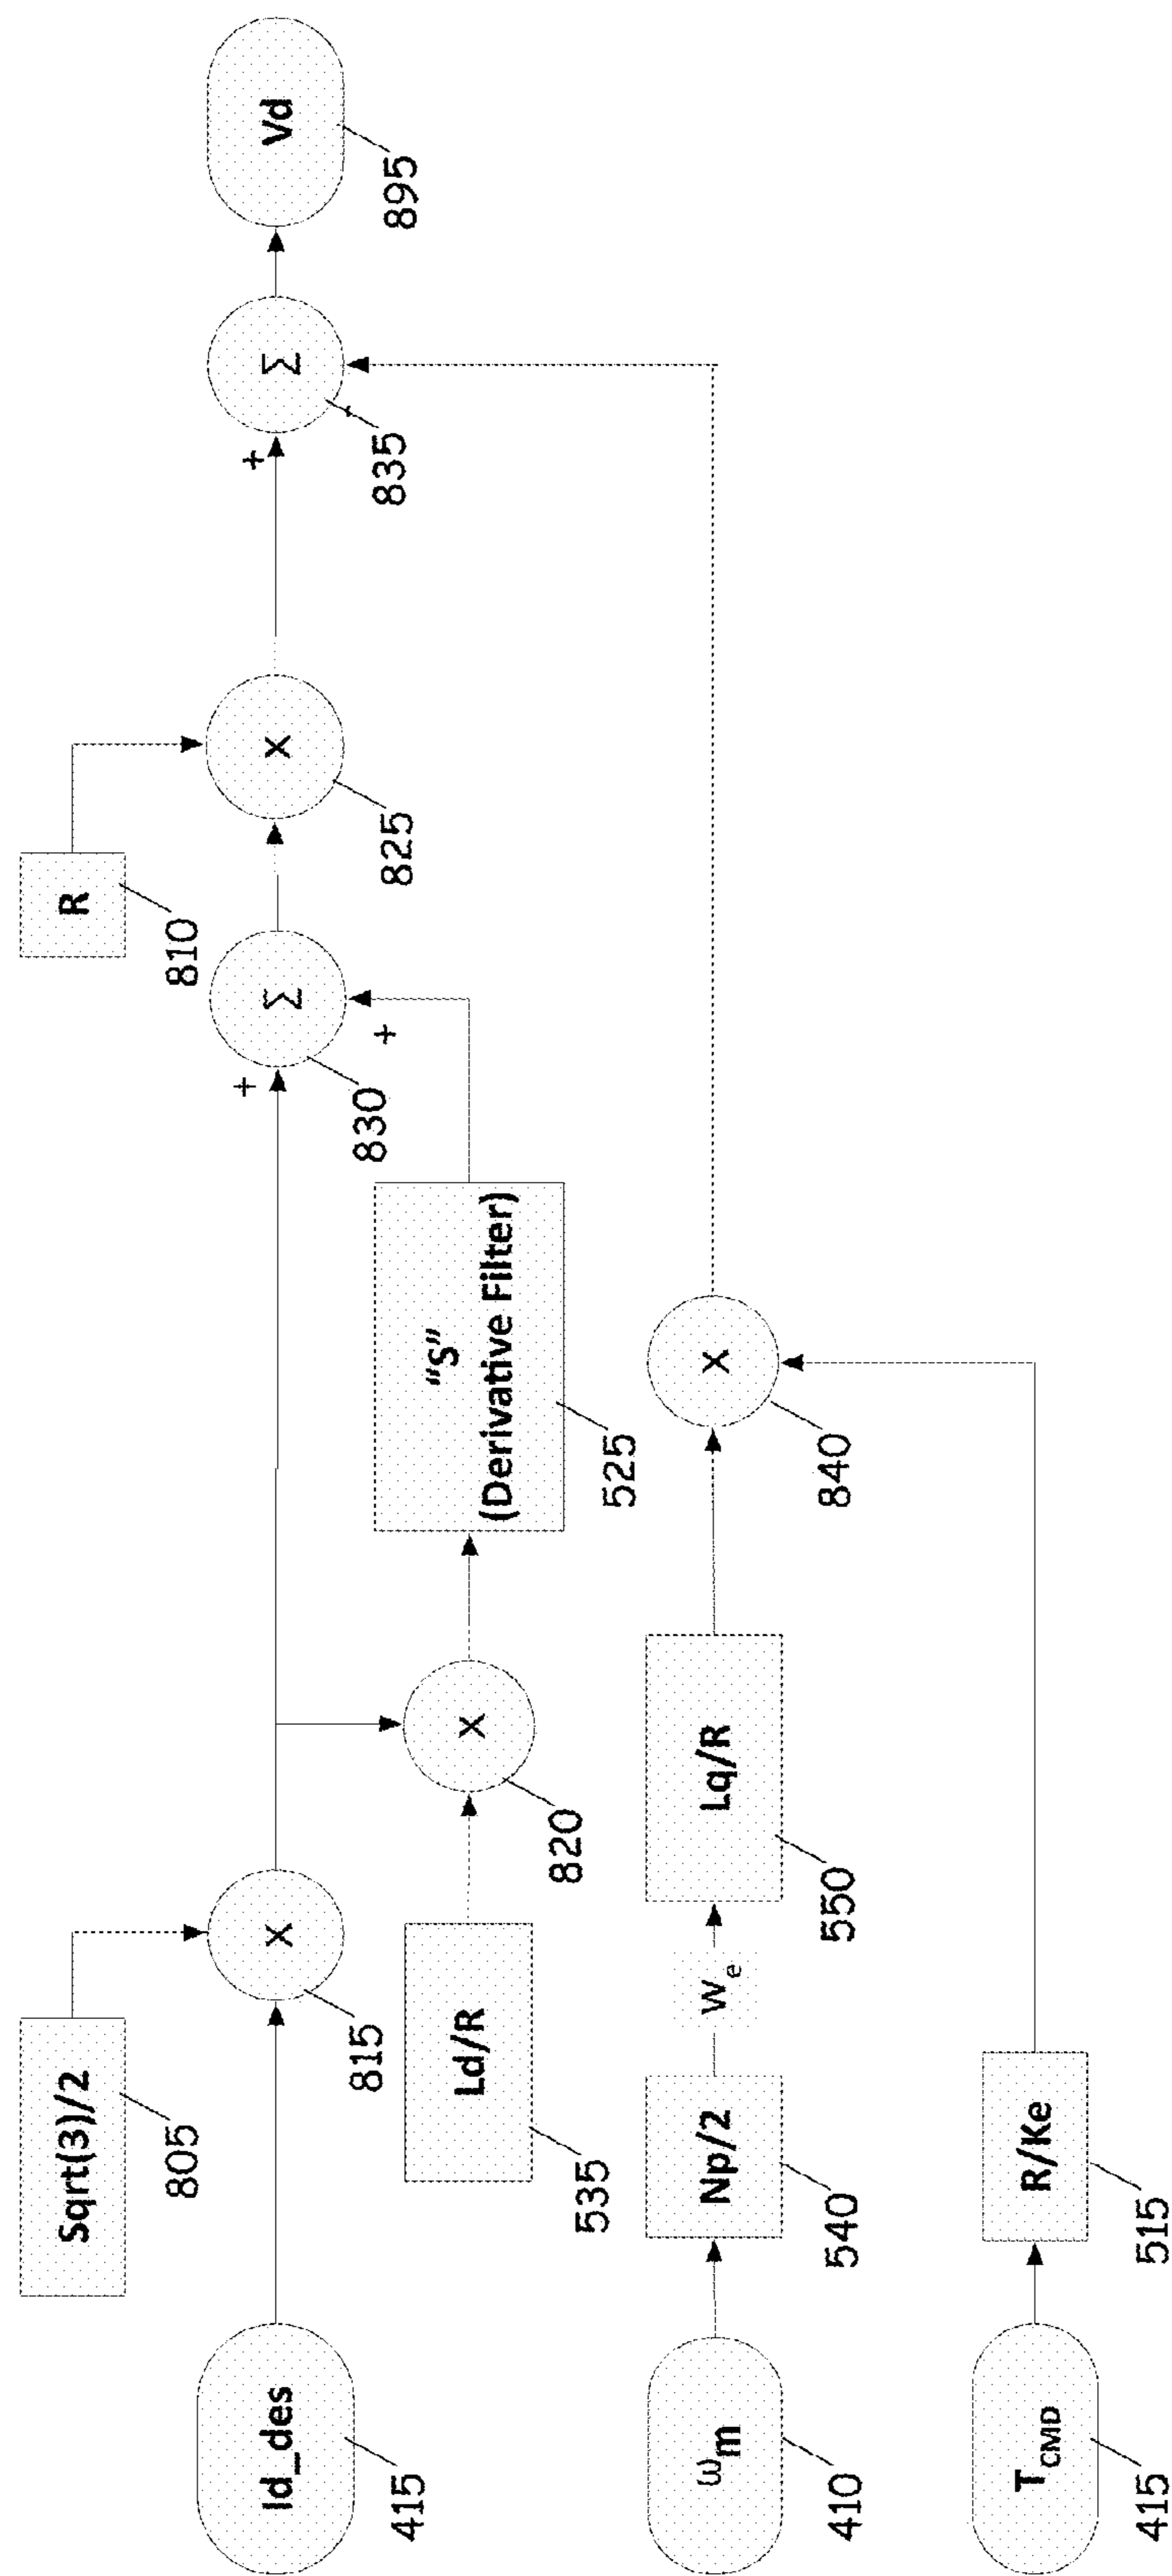 Sqrt(3)/2
805
R
810
Id_des
415
X
815
+
Σ
830
X
825
+
Σ
-
835
Vd
895
Ld/R
535
X
820
"S"
(Derivative Filter)
525
+
ωm
410
Np/2
540
We
Lq/R
550
X
840
TCMD
415
R/Ke
515